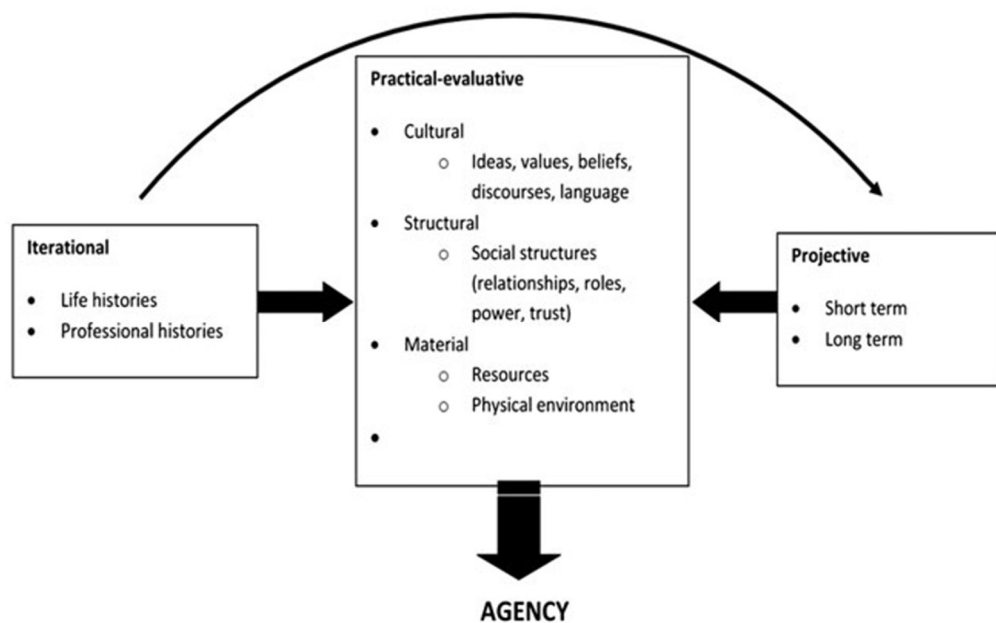 Practical-evaluative
• Cultural
o Ideas, values, beliefs,
discourses, language
• Structural
o Social structures
(relationships, roles,
power, trust)
• Material
o Resources
o Physical environment
•
Iterational
• Life histories
• Professional histories
Projective
• Short term
• Long term
AGENCY